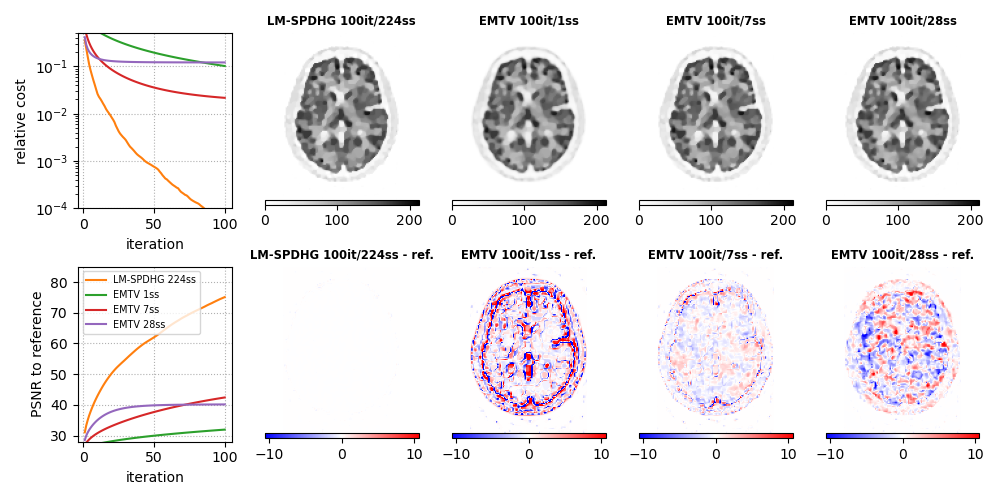 LM-SPDHG 100it/224ss EMTV 100it/1ss EMTV 100it/7ss EMTV 100it/28ss
relative cost
10⁻¹
10⁻²
10⁻³
10⁻⁴
0 50 100
iteration
0 100 200
0 100 200
0 100 200
0 100 200
LM-SPDHG 100it/224ss - ref. EMTV 100it/1ss - ref. EMTV 100it/7ss - ref. EMTV 100it/28ss - ref.
PSNR to reference
80
70
60
50
40
30
LM-SPDHG 224ss
EMTV 1ss
EMTV 7ss
EMTV 28ss
0 50 100
iteration
−10 0 10
−10 0 10
−10 0 10
−10 0 10